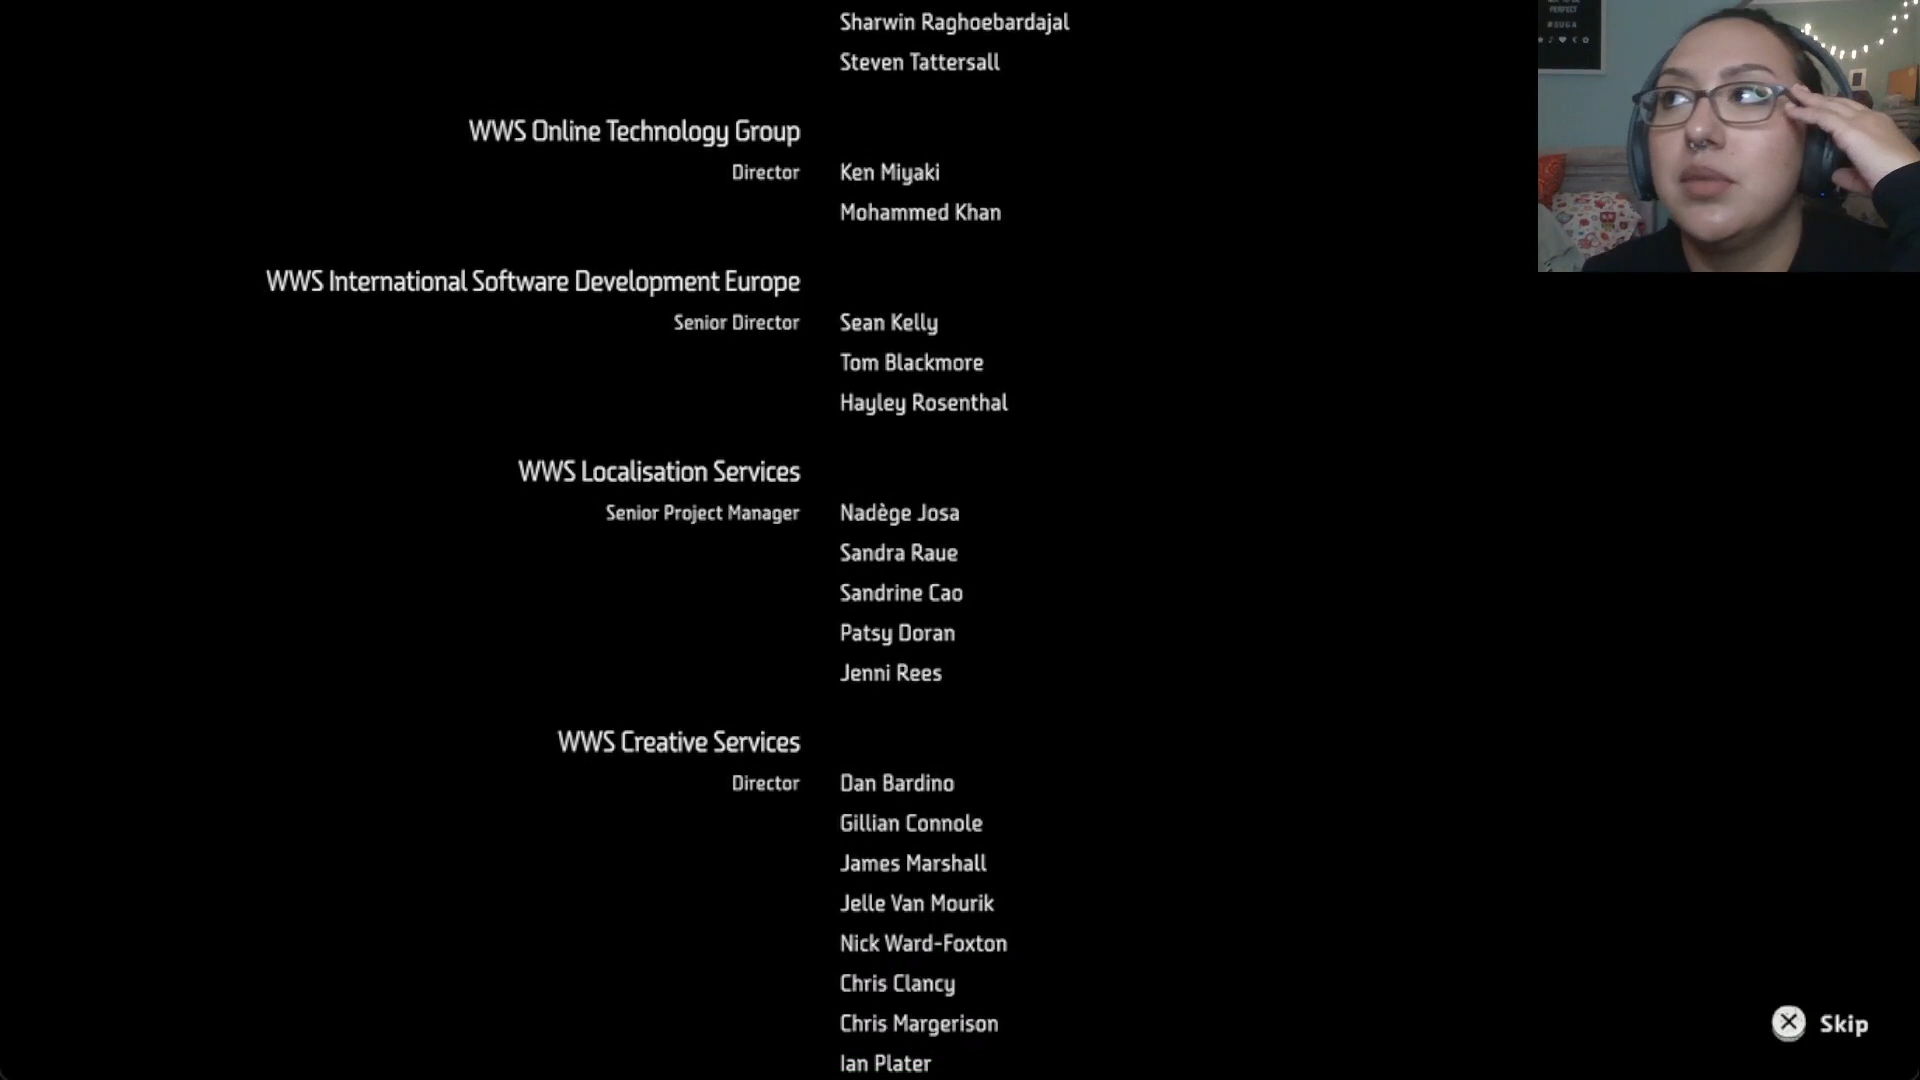 Sharwin Raghoebardajal
Steven Tattersall
WWS Online Technology Group
Director Ken Miyaki
Mohammed Khan
WWS International Software Development Europe
Senior Director Sean Kelly
Tom Blackmore
Hayley Rosenthal
WWS Localisation Services
Senior Project Manager Nadège Josa
Sandra Raue
Sandrine Cao
Patsy Doran
Jenni Rees
WWS Creative Services
Director Dan Bardino
Gillian Connole
James Marshall
Jelle Van Mourik
Nick Ward-Foxton
Chris Clancy
Chris Margerison
Ian Plater
Skip
PERFECT